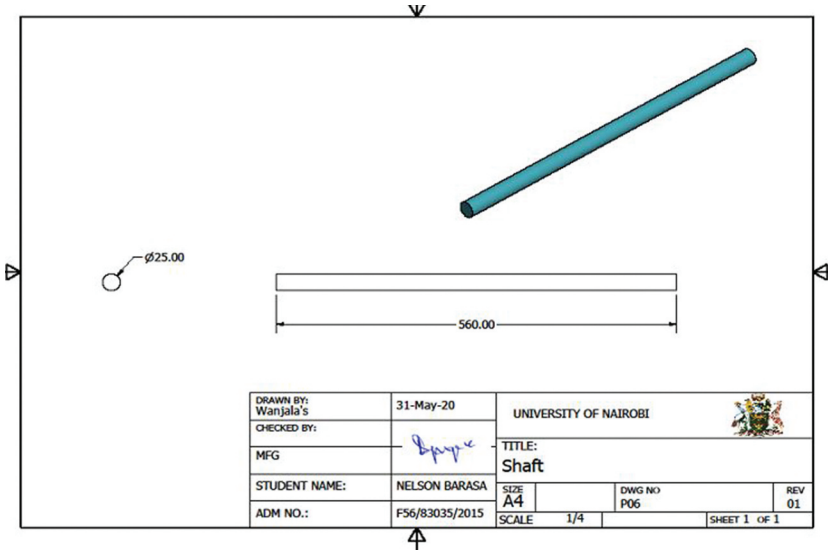 Ø25.00
560.00
DRAWN BY:
Wanjala's
31-May-20
UNIVERSITY OF NAIROBI
CHECKED BY:
MFG
TITLE:
Shaft
STUDENT NAME:
NELSON BARASA
SIZE
A4
DWG NO
P06
REV
01
ADM NO.:
F56/83035/2015
SCALE
1/4
SHEET 1 OF 1